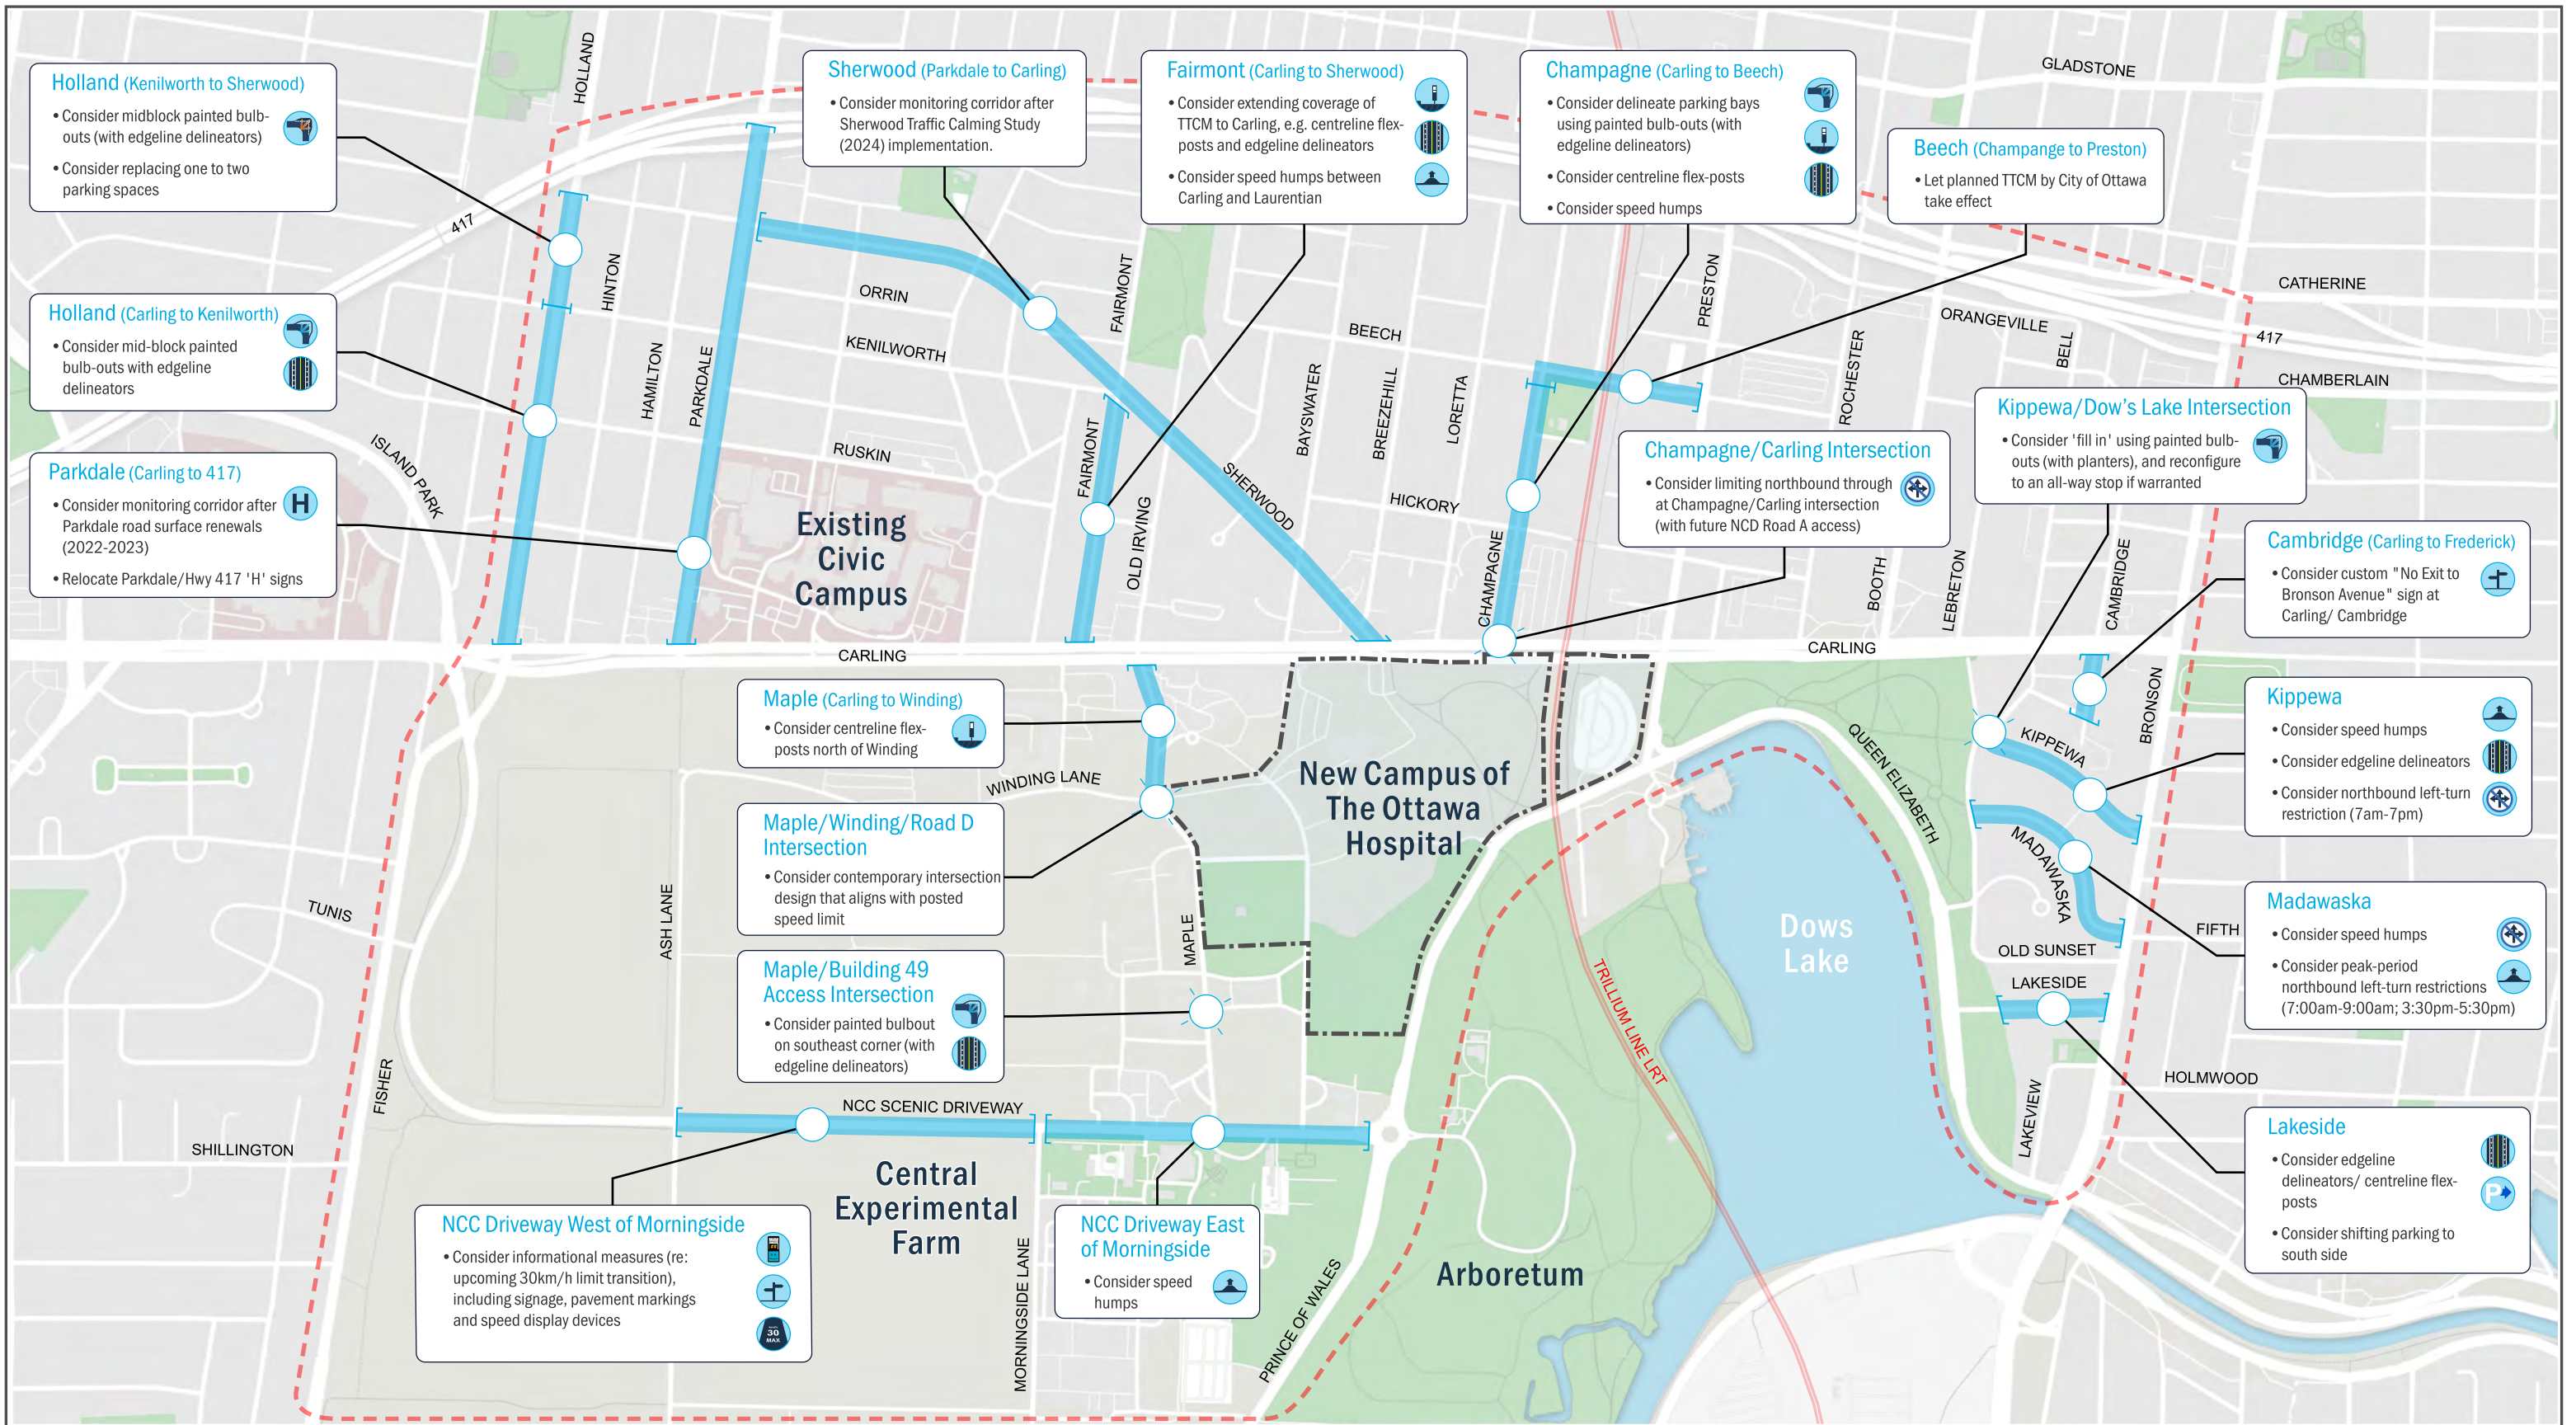 Holland (Kenilworth to Sherwood)
• Consider midblock painted bulb-
outs (with edgeline delineators)
• Consider replacing one to two
parking spaces
Holland (Carling to Kenilworth)
• Consider mid-block painted
bulb-outs with edgeline
delineators
Parkdale (Carling to 417)
• Consider monitoring corridor after
Parkdale road surface renewals
(2022-2023)
• Relocate Parkdale/Hwy 417 'H' signs
H
Sherwood (Parkdale to Carling)
• Consider monitoring corridor after
Sherwood Traffic Calming Study
(2024) implementation.
Fairmont (Carling to Sherwood)
• Consider extending coverage of
TTCM to Carling, e.g. centreline flex-
posts and edgeline delineators
• Consider speed humps between
Carling and Laurentian
Champagne (Carling to Beech)
• Consider delineate parking bays
using painted bulb-outs (with
edgeline delineators)
• Consider centreline flex-posts
• Consider speed humps
Beech (Champange to Preston)
• Let planned TTCM by City of Ottawa
take effect
Champagne/Carling Intersection
• Consider limiting northbound through
at Champagne/Carling intersection
(with future NCD Road A access)
Kippewa/Dow's Lake Intersection
• Consider 'fill in' using painted bulb-
outs (with planters), and reconfigure
to an all-way stop if warranted
Cambridge (Carling to Frederick)
• Consider custom "No Exit to
Bronson Avenue" sign at
Carling/ Cambridge
Kippewa
• Consider speed humps
• Consider edgeline delineators
• Consider northbound left-turn
restriction (7am-7pm)
Madawaska
• Consider speed humps
• Consider peak-period
northbound left-turn restrictions
(7:00am-9:00am; 3:30pm-5:30pm)
Lakeside
• Consider edgeline
delineators/ centreline flex-
posts
• Consider shifting parking to
south side
P
Maple (Carling to Winding)
• Consider centreline flex-
posts north of Winding
Maple/Winding/Road D
Intersection
• Consider contemporary intersection
design that aligns with posted
speed limit
Maple/Building 49
Access Intersection
• Consider painted bulbout
on southeast corner (with
edgeline delineators)
NCC Driveway West of Morningside
• Consider informational measures (re:
upcoming 30km/h limit transition),
including signage, pavement markings
and speed display devices
30
MAX
NCC Driveway East
of Morningside
• Consider speed
humps
HOLLAND
GLADSTONE
417
HINTON
ORRIN
FAIRMONT
PRESTON
CATHERINE
ORANGEVILLE
BELL
417
BEECH
KENILWORTH
HAMILTON
PARKDALE
BAYSWATER
BREEZEHILL
LORETTA
ROCHESTER
CHAMBERLAIN
ISLAND PARK
RUSKIN
FAIRMONT
SHERWOOD
HICKORY
OLD IRVING
CHAMPAGNE
BOOTH
LEBRETON
CAMBRIDGE
Existing
Civic
Campus
CARLING
CARLING
BRONSON
KIPPEWA
QUEEN ELIZABETH
WINDING LANE
New Campus of
The Ottawa
Hospital
MADAWASKA
TUNIS
ASH LANE
MAPLE
Dows
Lake
FIFTH
OLD SUNSET
LAKESIDE
TRILLIUM LINE LRT
FISHER
NCC SCENIC DRIVEWAY
HOLMWOOD
LAKEVIEW
SHILLINGTON
Central
Experimental
Farm
MORNINGSIDE LANE
PRINCE OF WALES
Arboretum